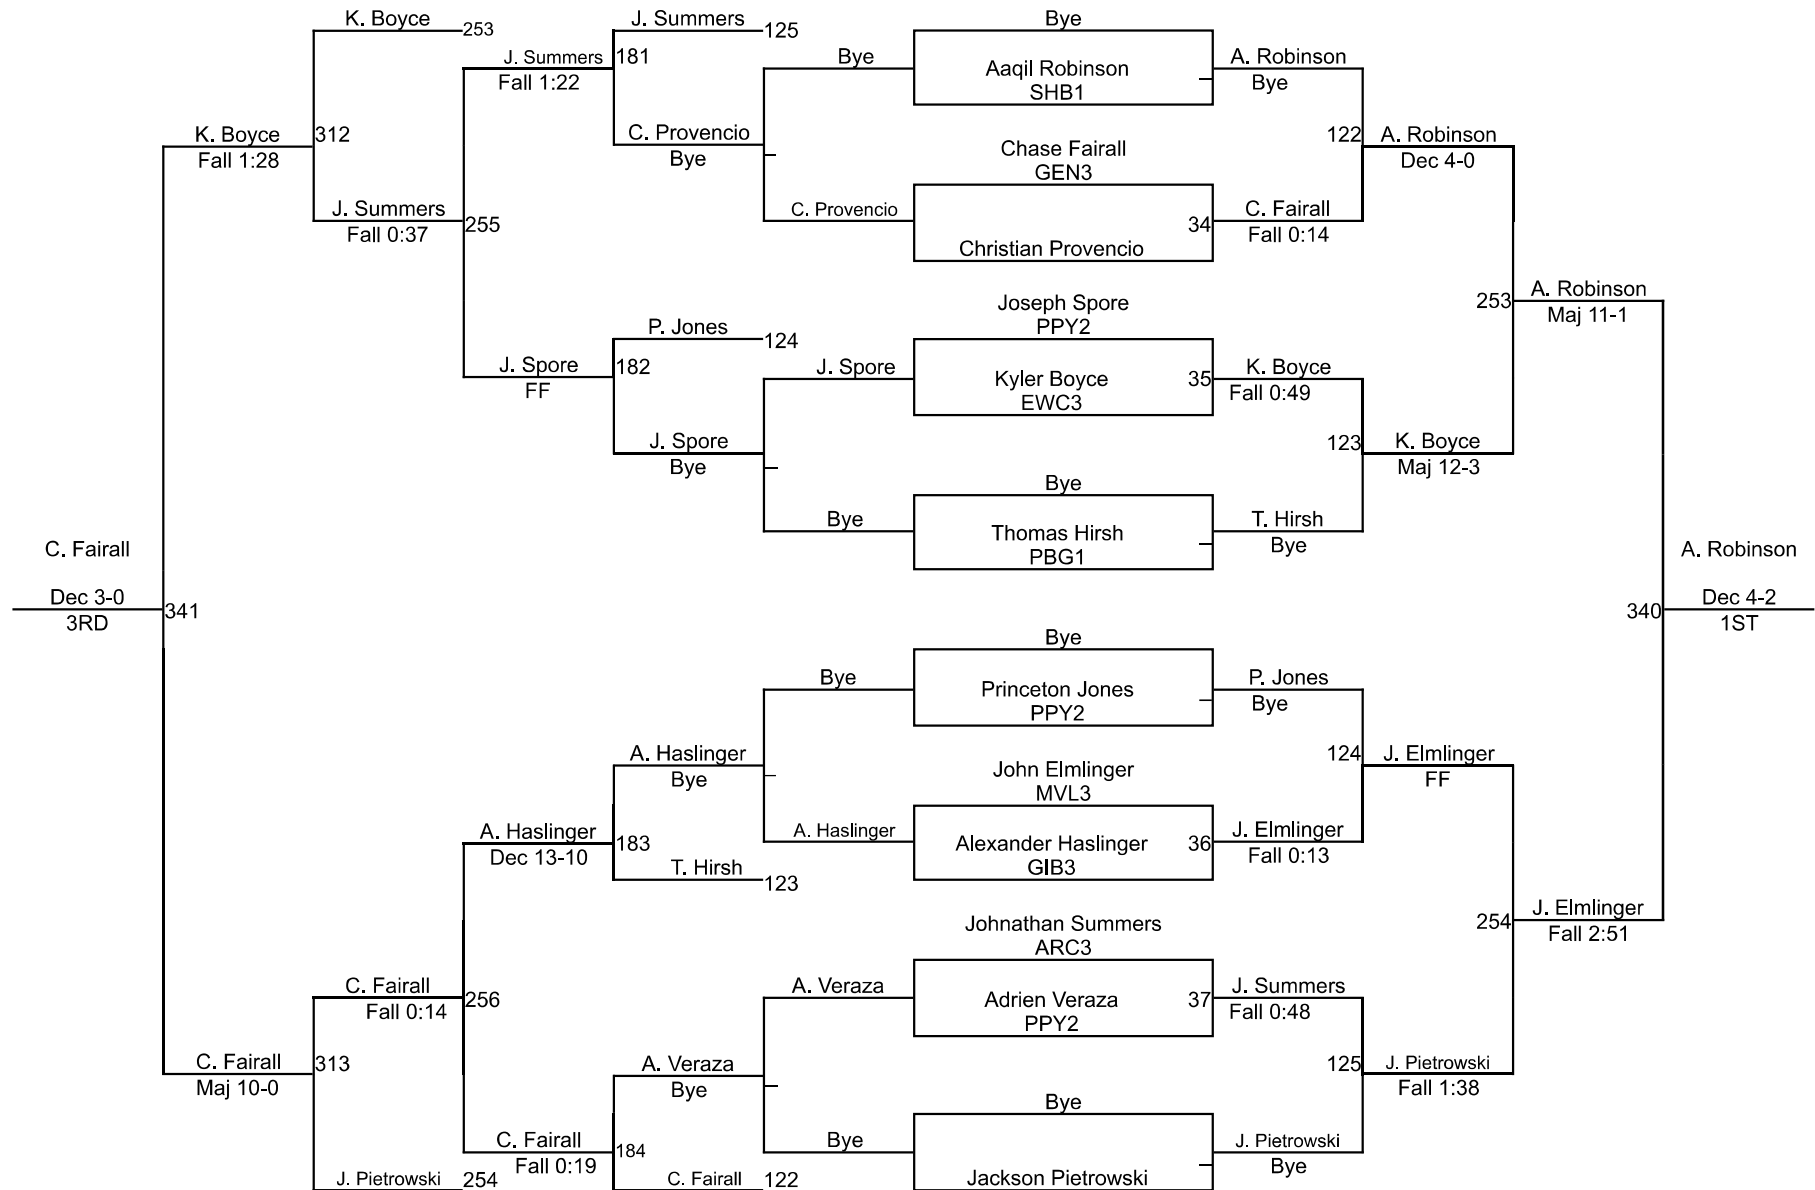 K. Boyce
253
J. Summers
125
Bye
J. Summers
181
Fall 1:22
Bye
Aaqil Robinson
SHB1
A. Robinson
Bye
K. Boyce
312
Fall 1:28
C. Provencio
Bye
Chase Fairall
GEN3
122
A. Robinson
Dec 4-0
J. Summers
255
Fall 0:37
C. Provencio
Christian Provencio
34
C. Fairall
Fall 0:14
Joseph Spore
PPY2
253
A. Robinson
Maj 11-1
P. Jones
124
J. Spore
182
FF
J. Spore
Kyler Boyce
EWC3
35
K. Boyce
Fall 0:49
J. Spore
Bye
123
K. Boyce
Maj 12-3
Bye
Bye
Thomas Hirsh
PBG1
T. Hirsh
Bye
C. Fairall
Dec 3-0
3RD
341
A. Robinson
340
Dec 4-2
1ST
Bye
Bye
Princeton Jones
PPY2
P. Jones
Bye
A. Haslinger
Bye
John Elmlinger
MVL3
124
J. Elmlinger
FF
A. Haslinger
183
Dec 13-10
A. Haslinger
Alexander Haslinger
GIB3
36
J. Elmlinger
Fall 0:13
T. Hirsh
123
Johnathan Summers
ARC3
254
J. Elmlinger
Fall 2:51
C. Fairall
256
Fall 0:14
A. Veraza
Adrien Veraza
PPY2
37
J. Summers
Fall 0:48
C. Fairall
313
Maj 10-0
A. Veraza
Bye
125
J. Pietrowski
Fall 1:38
Bye
C. Fairall
184
Fall 0:19
Bye
Jackson Pietrowski
J. Pietrowski
Bye
J. Pietrowski
254
C. Fairall
122